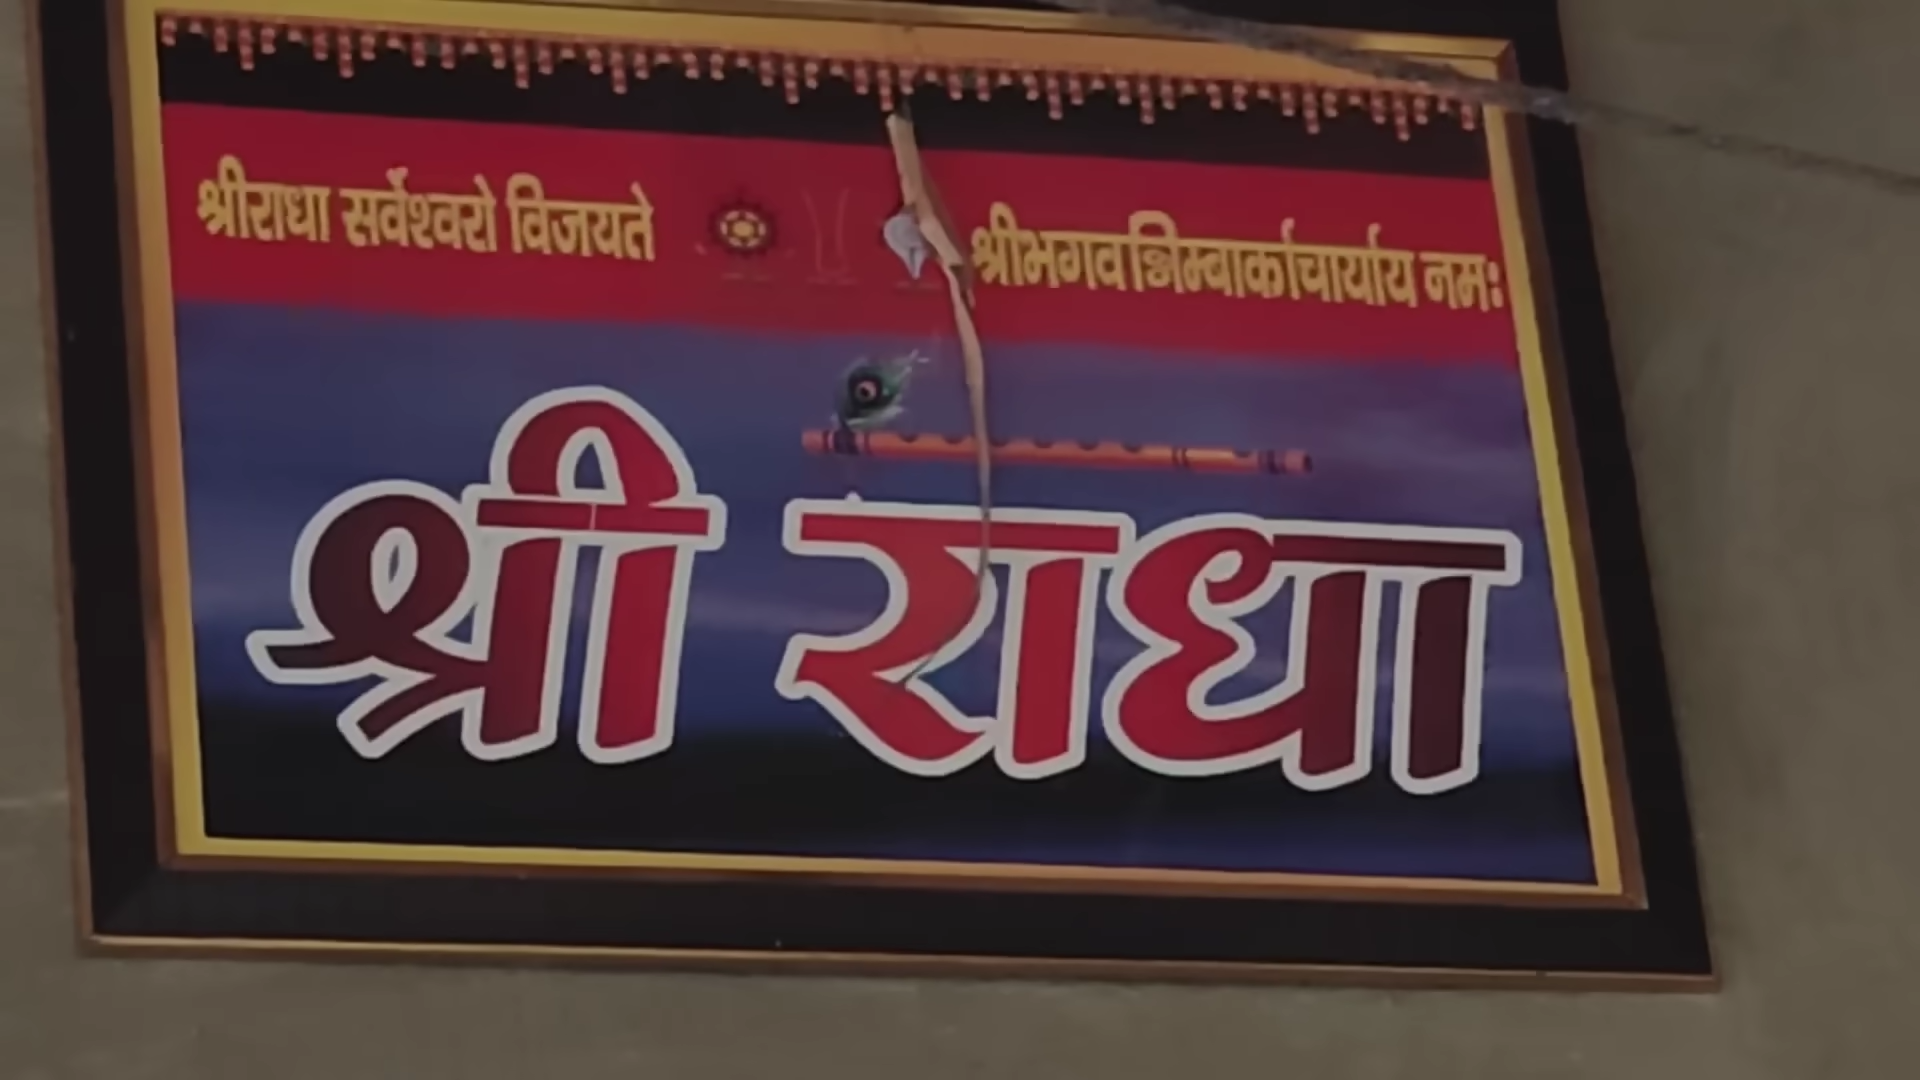 श्रीराधा सर्वेश्वरो विजयते श्रीभगवन्निम्बार्काचार्याय नमः
श्री राधा